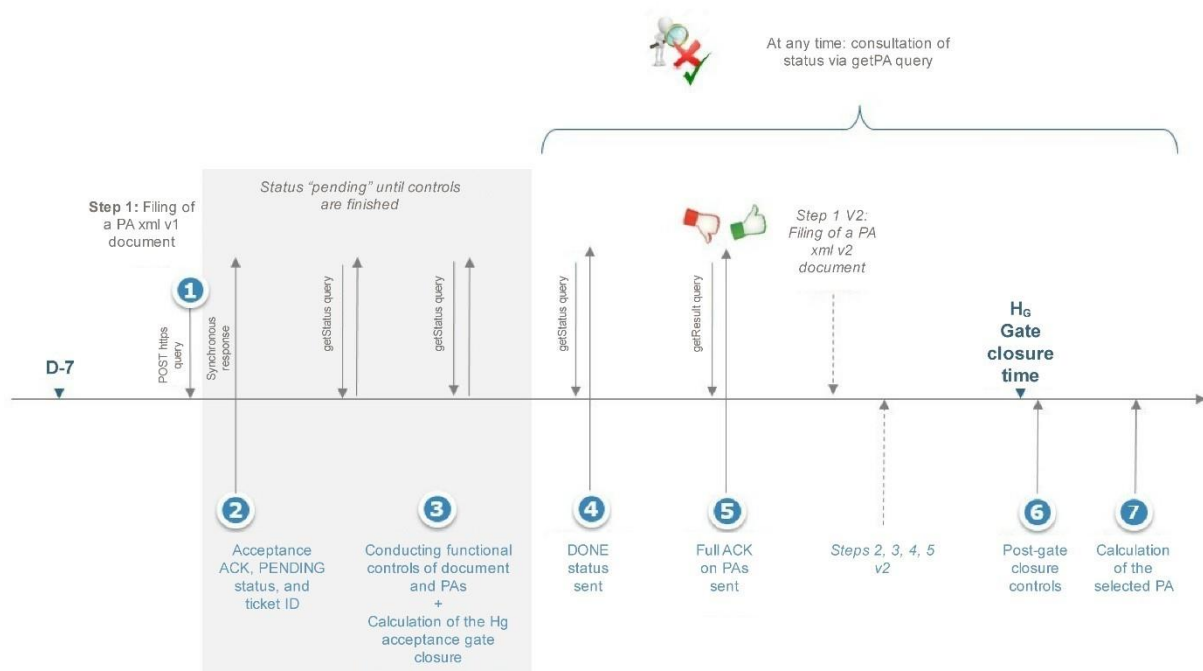 At any time: consultation of
status via getPA query
Status “pending” until controls
are finished
Step 1: Filing of
a PA xml v1
document
Step 1 V2:
Filing of a PA
xml v2
document
1
POST https
query
Synchronous
response
getStatus query
getStatus query
getStatus query
getResult query
D-7
HG
Gate
closure
time
2
Acceptance
ACK, PENDING
status, and
ticket ID
3
Conducting functional
controls of document
and PAs
+
Calculation of the Hg
acceptance gate
closure
4
DONE
status
sent
5
Full ACK
on PAs
sent
Steps 2, 3, 4, 5
v2
6
Post-gate
closure
controls
7
Calculation
of the
selected PA